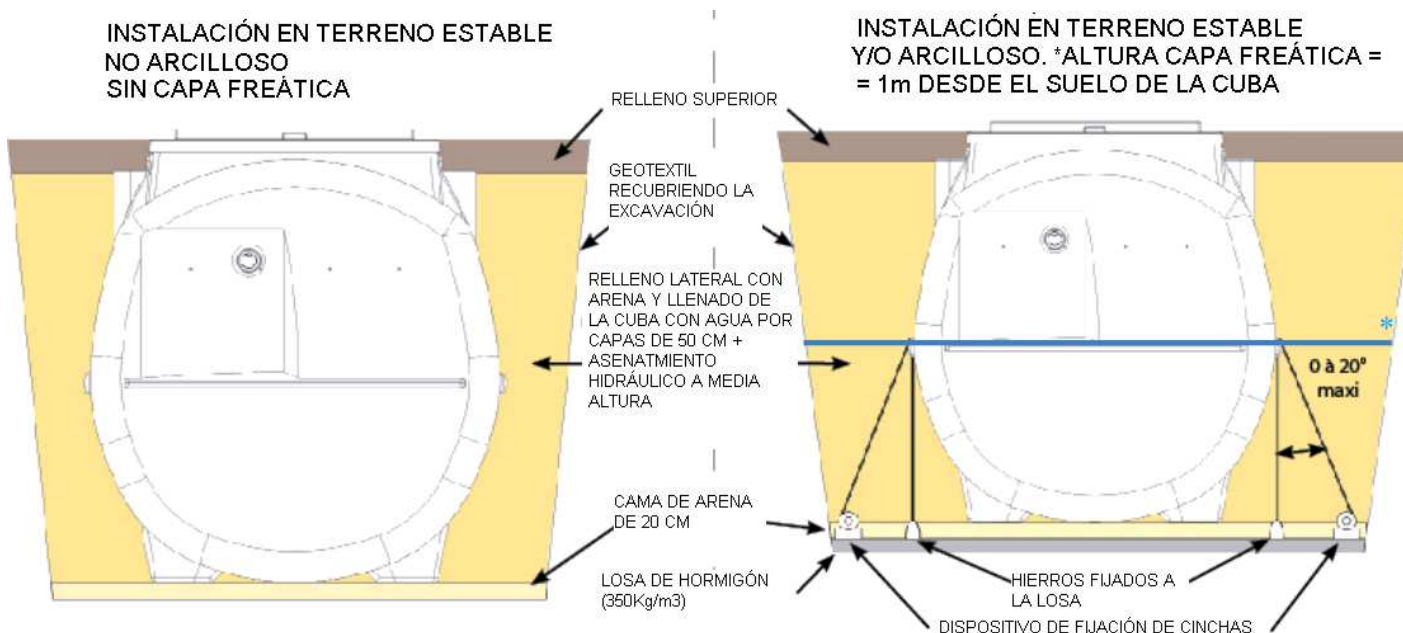 INSTALACIÓN EN TERRENO ESTABLE
NO ARCILLOSO
SIN CAPA FREÁTICA
INSTALACIÓN EN TERRENO ESTABLE
Y/O ARCILLOSO. *ALTURA CAPA FREÁTICA =
= 1m DESDE EL SUELO DE LA CUBA
RELLENO SUPERIOR
GEOTEXTIL
RECUBRIENDO LA
EXCAVACIÓN
RELLENO LATERAL CON
ARENA Y LLENADO DE
LA CUBA CON AGUA POR
CAPAS DE 50 CM +
ASENATMIENTO
HIDRÁULICO A MEDIA
ALTURA
*
0 à 20°
maxi
CAMA DE ARENA
DE 20 CM
LOSA DE HORMIGÓN
(350Kg/m3)
HIERROS FIJADOS A
LA LOSA
DISPOSITIVO DE FIJACIÓN DE CINCHAS